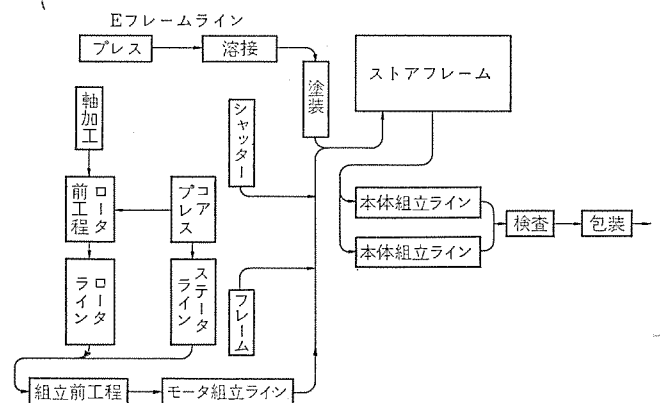 Eフレームライン
プレス
溶接
塗装
ストアフレーム
軸加工
シャッター
ロータ前工程
コアプレス
本体組立ライン
検査
包装
本体組立ライン
ロータライン
ステータライン
フレーム
組立前工程
モータ組立ライン